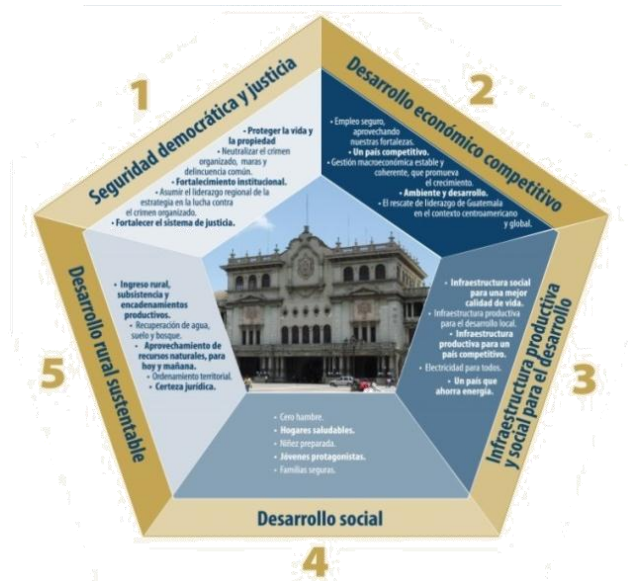 1
Seguridad democrática y justicia
• Proteger la vida y
la propiedad
• Neutralizar el crimen
organizado, maras y
delincuencia común.
• Fortalecimiento institucional.
• Asumir el liderazgo regional de la
estrategia en la lucha contra
el crimen organizado.
• Fortalecer el sistema de justicia.
2
Desarrollo económico competitivo
• Empleo seguro,
aprovechando
nuestras fortalezas.
• Un país competitivo.
• Gestión macroeconómica estable y
coherente, que promueva
el crecimiento.
• Ambiente y desarrollo.
• El rescate de liderazgo de Guatemala
en el contexto centroamericano
y global.
3
Infraestructura productiva
y social para el desarrollo
• Infraestructura social
para una mejor
calidad de vida.
• Infraestructura productiva
para el desarrollo local.
• Infraestructura
productiva para un
país competitivo.
• Electricidad para todos.
• Un país que
ahorra energía.
4
Desarrollo social
• Cero hambre.
• Hogares saludables.
• Niñez preparada.
• Jóvenes protagonistas.
• Familias seguras.
5
Desarrollo rural sustentable
• Ingreso rural,
subsistencia y
encadenamientos
productivos.
• Recuperación de agua,
suelo y bosque.
• Aprovechamiento de
recursos naturales, para
hoy y mañana.
• Ordenamiento territorial.
• Certeza jurídica.